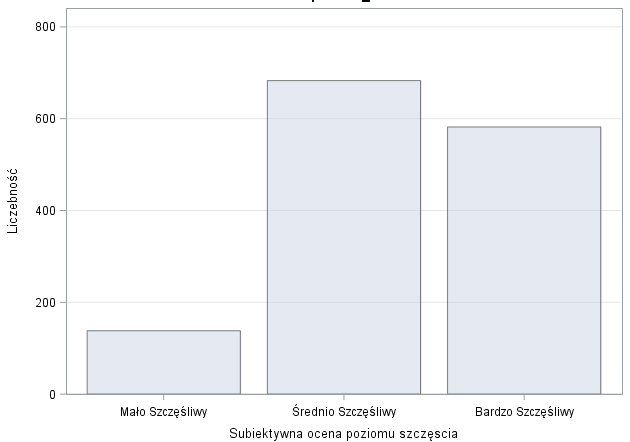 800
600
400
200
0
Liczebność
Mało Szczęśliwy
Średnio Szczęśliwy
Bardzo Szczęśliwy
Subiektywna ocena poziomu szczęscia